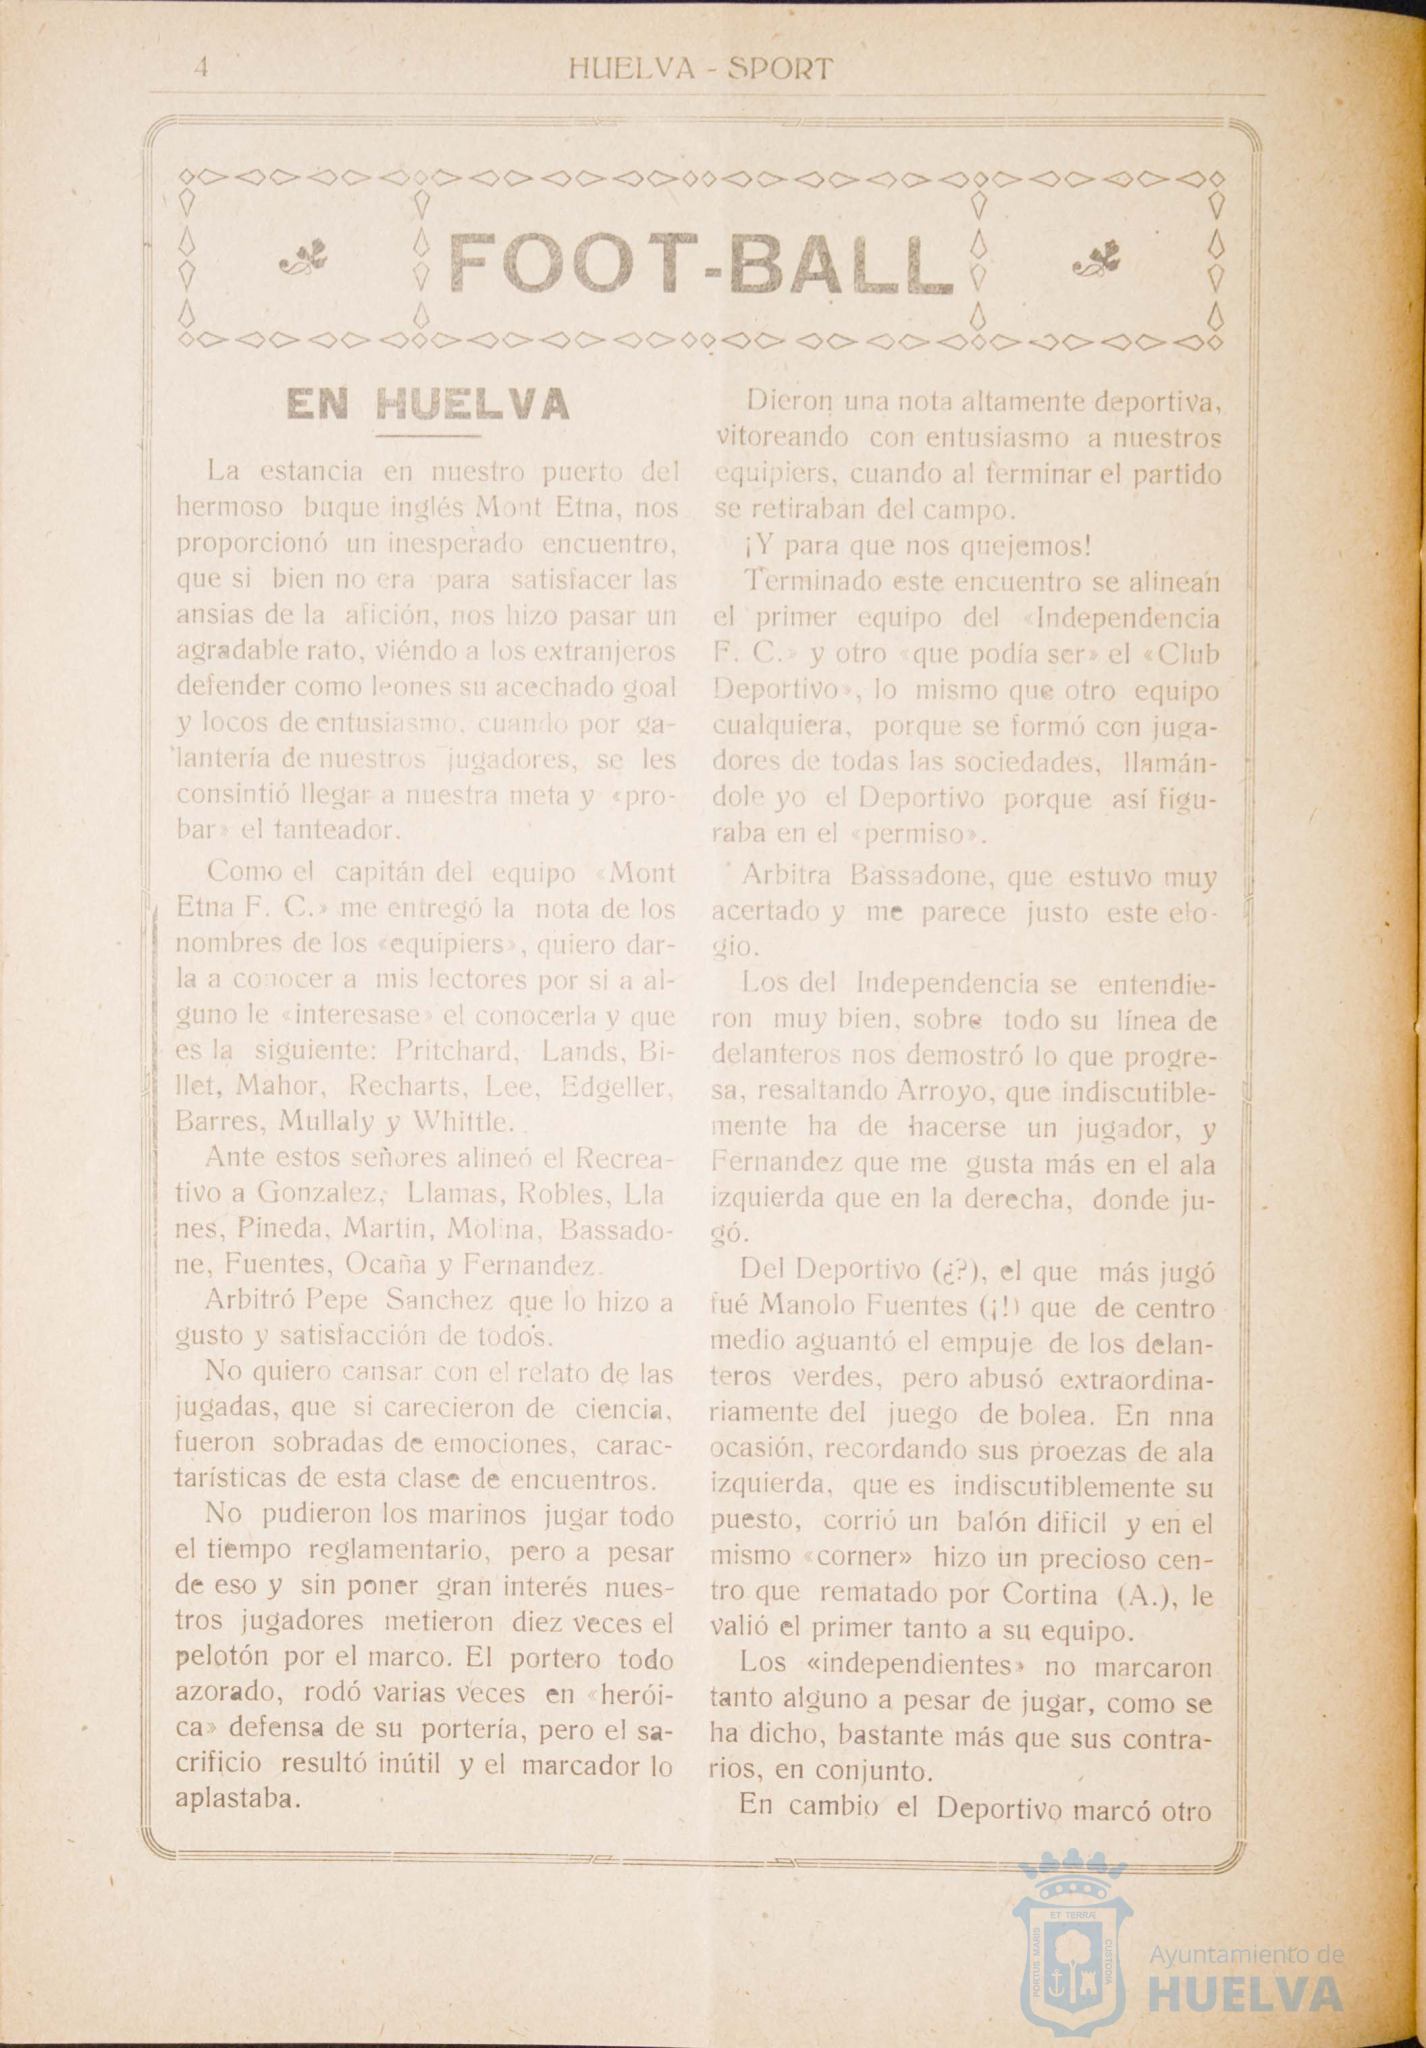 4
HUELVA - SPORT
FOOT-BALL
EN HUELVA
La estancia en nuestro puerto del
hermoso buque inglés Mont Etna, nos
proporcionó un inesperado encuentro,
que si bien no era para satisfacer las
ansias de la afición, nos hizo pasar un
agradable rato, viéndo a los extranjeros
defender como leones su acechado goal
y locos de entusiasmo, cuando por ga-
lantería de nuestros jugadores, se les
consintió llegar a nuestra meta y «pro-
bar» el tanteador.
Como el capitán del equipo «Mont
Etna F. C.» me entregó la nota de los
nombres de los «equipiers», quiero dar-
la a conocer a mis lectores por si a al-
guno le «interesase» el conocerla y que
es la siguiente: Pritchard, Lands, Bi-
llet, Mahor, Recharts, Lee, Edgeller,
Barres, Mullaly y Whittle.
Ante estos señores alineó el Recrea-
tivo a Gonzalez, Llamas, Robles, Lla
nes, Pineda, Martin, Molina, Bassado-
ne, Fuentes, Ocaña y Fernandez.
Arbitró Pepe Sanchez que lo hizo a
gusto y satisfacción de todos.
No quiero cansar con el relato de las
jugadas, que si carecieron de ciencia,
fueron sobradas de emociones, carac-
tarísticas de esta clase de encuentros.
No pudieron los marinos jugar todo
el tiempo reglamentario, pero a pesar
de eso y sin poner gran interés nues-
tros jugadores metieron diez veces el
pelotón por el marco. El portero todo
azorado, rodó varias veces en «herói-
ca» defensa de su portería, pero el sa-
crificio resultó inútil y el marcador lo
aplastaba.
Dieron una nota altamente deportiva,
vitoreando con entusiasmo a nuestros
equipiers, cuando al terminar el partido
se retiraban del campo.
¡Y para que nos quejemos!
Terminado este encuentro se alinean
el primer equipo del «Independencia
F. C.» y otro «que podía ser» el «Club
Deportivo», lo mismo que otro equipo
cualquiera, porque se formó con juga-
dores de todas las sociedades, llamán-
dole yo el Deportivo porque así figu-
raba en el «permiso».
Arbitra Bassadone, que estuvo muy
acertado y me parece justo este elo-
gio.
Los del Independencia se entendie-
ron muy bien, sobre todo su línea de
delanteros nos demostró lo que progre-
sa, resaltando Arroyo, que indiscutible-
mente ha de hacerse un jugador, y
Fernandez que me gusta más en el ala
izquierda que en la derecha, donde ju-
gó.
Del Deportivo (¿?), el que más jugó
fué Manolo Fuentes (¡!) que de centro
medio aguantó el empuje de los delan-
teros verdes, pero abusó extraordina-
riamente del juego de bolea. En nna
ocasión, recordando sus proezas de ala
izquierda, que es indiscutiblemente su
puesto, corrió un balón dificil y en el
mismo «corner» hizo un precioso cen-
tro que rematado por Cortina (A.), le
valió el primer tanto a su equipo.
Los «independientes» no marcaron
tanto alguno a pesar de jugar, como se
ha dicho, bastante más que sus contra-
rios, en conjunto.
En cambio el Deportivo marcó otro
ET TERRÆ
PORTUS MARIS
CUSTODIA
Ayuntamiento de
HUELVA